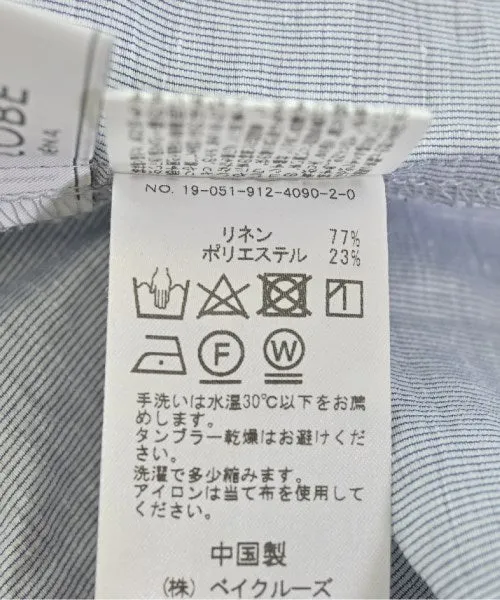 OBE
NO. 19-051-912-4090-2-0
リネン 77%
ポリエステル 23%
F W
手洗いは水温30℃以下をお薦
めします。
タンブラー乾燥はお避けくだ
さい。
洗濯で多少縮みます。
アイロンは当て布を使用して
ください。
中国製
(株) ベイクルーズ